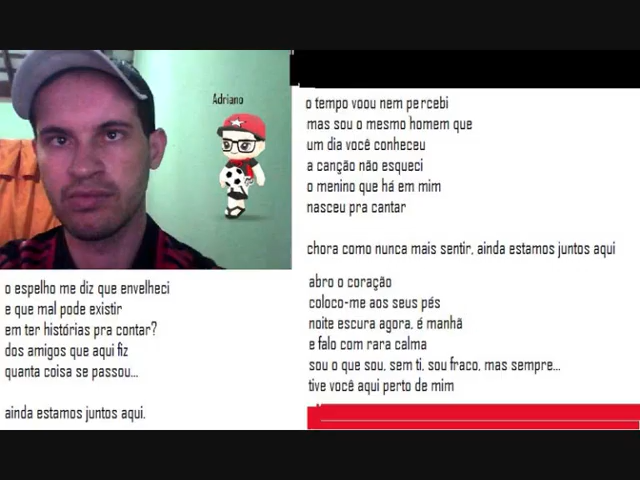 Adriano
o espelho me diz que envelheci
e que mal pode existir
em ter histórias pra contar?
dos amigos que aqui fiz
quanta coisa se passou...
ainda estamos juntos aqui.
o tempo voou nem percebi
mas sou o mesmo homem que
um dia você conheceu
a canção não esqueci
o menino que há em mim
nasceu pra cantar
chora como nunca mais sentir, ainda estamos juntos aqui
abro o coração
coloco-me aos seus pés
noite escura agora, é manhã
e falo com rara calma
sou o que sou, sem ti, sou fraco, mas sempre...
tive você aqui perto de mim